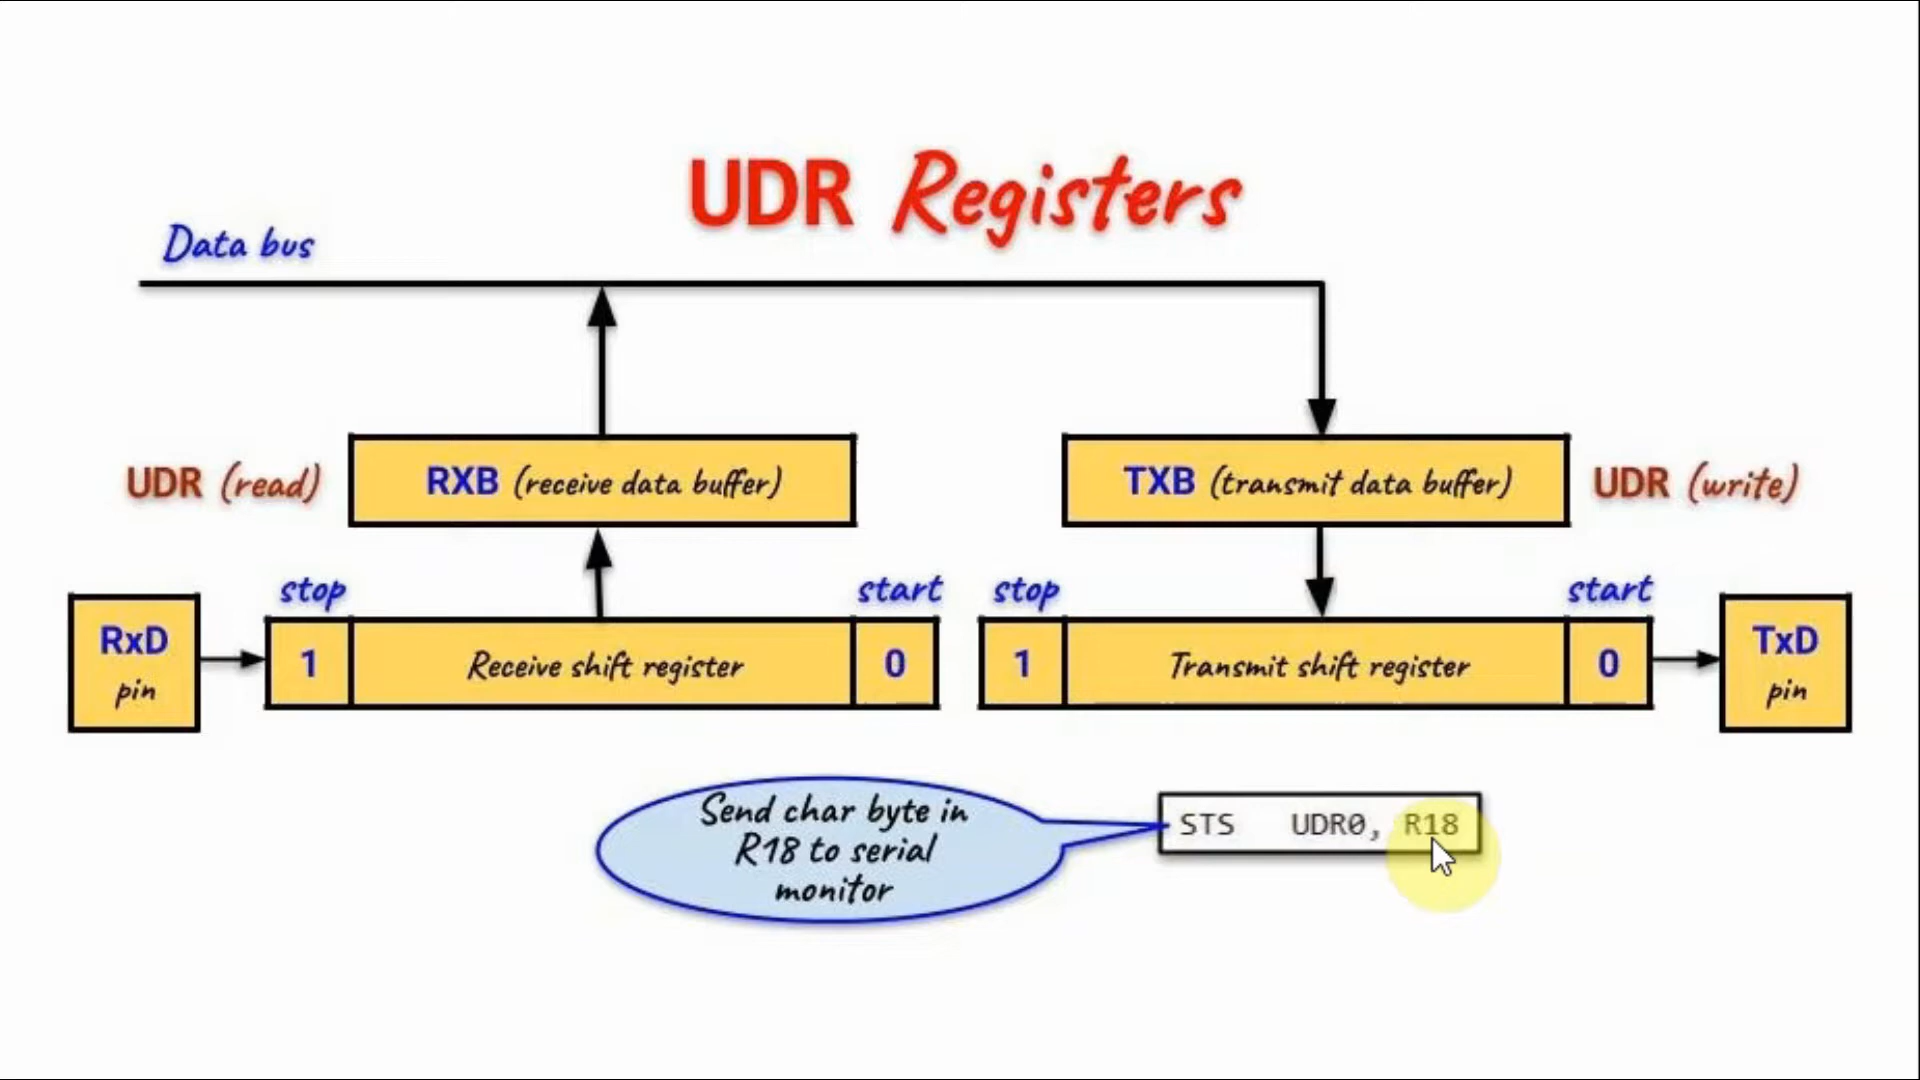 UDR Registers
Data bus
UDR (read)
RXB (receive data buffer)
TXB (transmit data buffer)
UDR (write)
stop
start
stop
start
RxD
pin
1
Receive shift register
0
1
Transmit shift register
0
TxD
pin
Send char byte in
R18 to serial
monitor
STS UDR0, R18